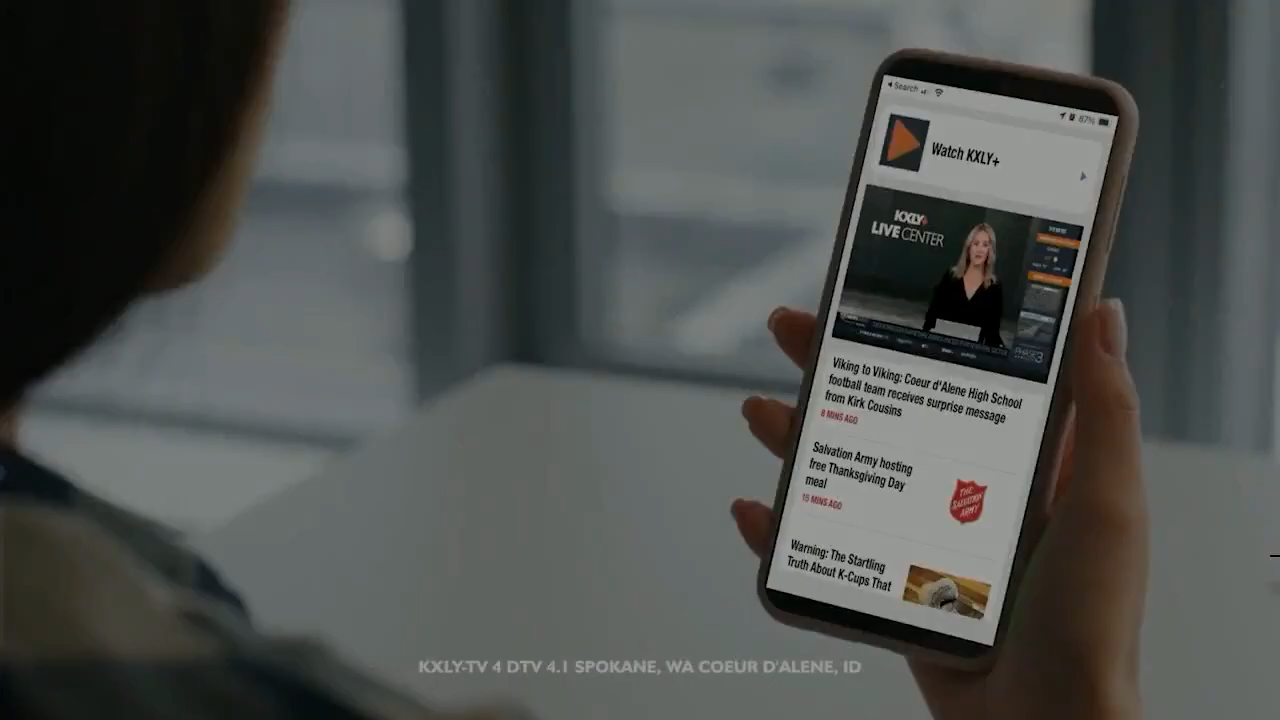 Search
87%
Watch KXLY+
KXLY+
LIVE CENTER
Viking to Viking: Coeur d'Alene High School
football team receives surprise message
from Kirk Cousins
8 MINS AGO
Salvation Army hosting
free Thanksgiving Day
meal
15 MINS AGO
THE
SALVATION
ARMY
Warning: The Startling
Truth About K-Cups That
KXLY-TV 4 DTV 4.1 SPOKANE, WA COEUR D'ALENE, ID